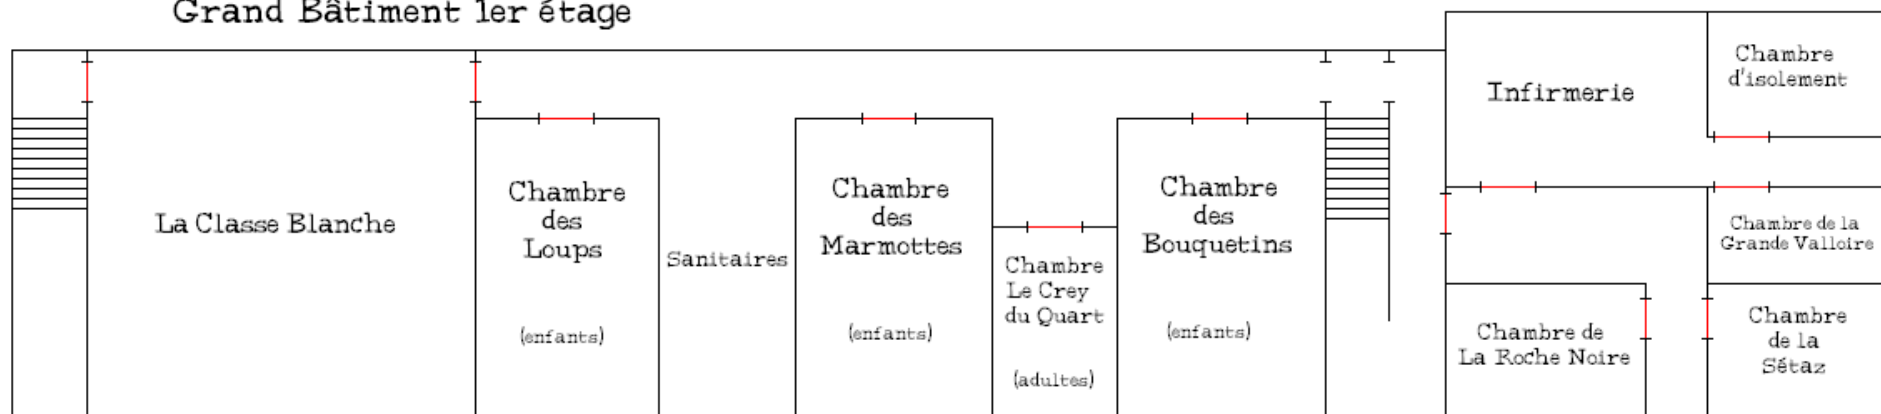 Grand Bâtiment 1er étage
La Classe Blanche
Chambre
des
Loups
(enfants)
Sanitaires
Chambre
des
Marmottes
(enfants)
Chambre
Le Crey
du Quart
(adultes)
Chambre
des
Bouquetins
(enfants)
Infirmerie
Chambre
d'isolement
Chambre de la
Grande Valloire
Chambre de
La Roche Noire
Chambre
de la
Sétaz